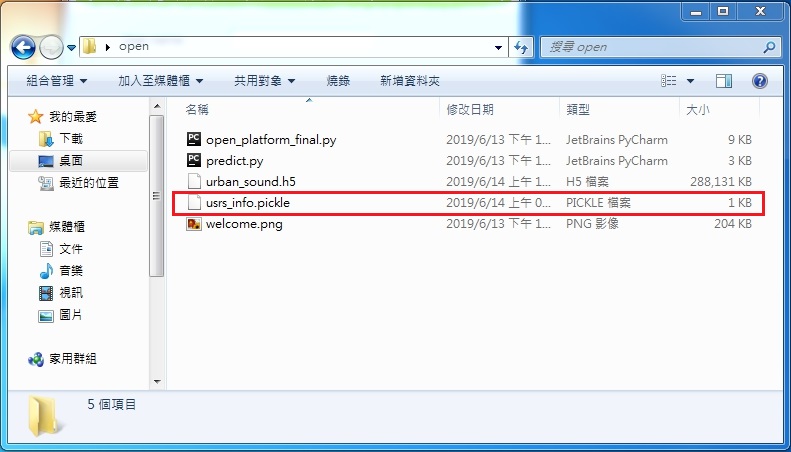 open
搜尋 open
組合管理 加入至媒體櫃 共用對象 燒錄 新增資料夾
我的最愛
下載
桌面
最近的位置
媒體櫃
文件
音樂
視訊
圖片
家用群組
名稱 修改日期 類型 大小
open_platform_final.py 2019/6/13 下午 1... JetBrains PyCharm 9 KB
predict.py 2019/6/13 下午 1... JetBrains PyCharm 3 KB
urban_sound.h5 2019/6/14 上午 1... H5 檔案 288,131 KB
usrs_info.pickle 2019/6/14 上午 0... PICKLE 檔案 1 KB
welcome.png 2019/6/13 下午 1... PNG 影像 204 KB
5 個項目